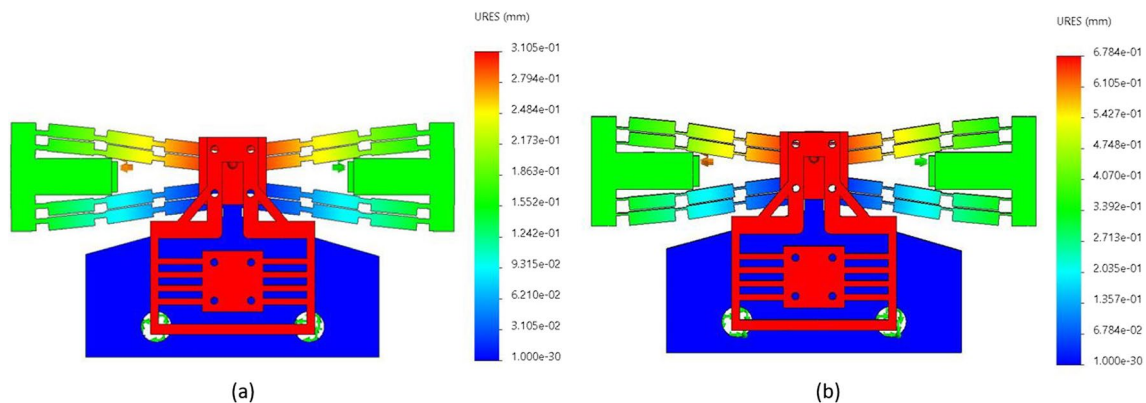 URES (mm)
3.105e-01
2.794e-01
2.484e-01
2.173e-01
1.863e-01
1.552e-01
1.242e-01
9.315e-02
6.210e-02
3.105e-02
1.000e-30
(a)
URES (mm)
6.784e-01
6.105e-01
5.427e-01
4.748e-01
4.070e-01
3.392e-01
2.713e-01
2.035e-01
1.357e-01
6.784e-02
1.000e-30
(b)